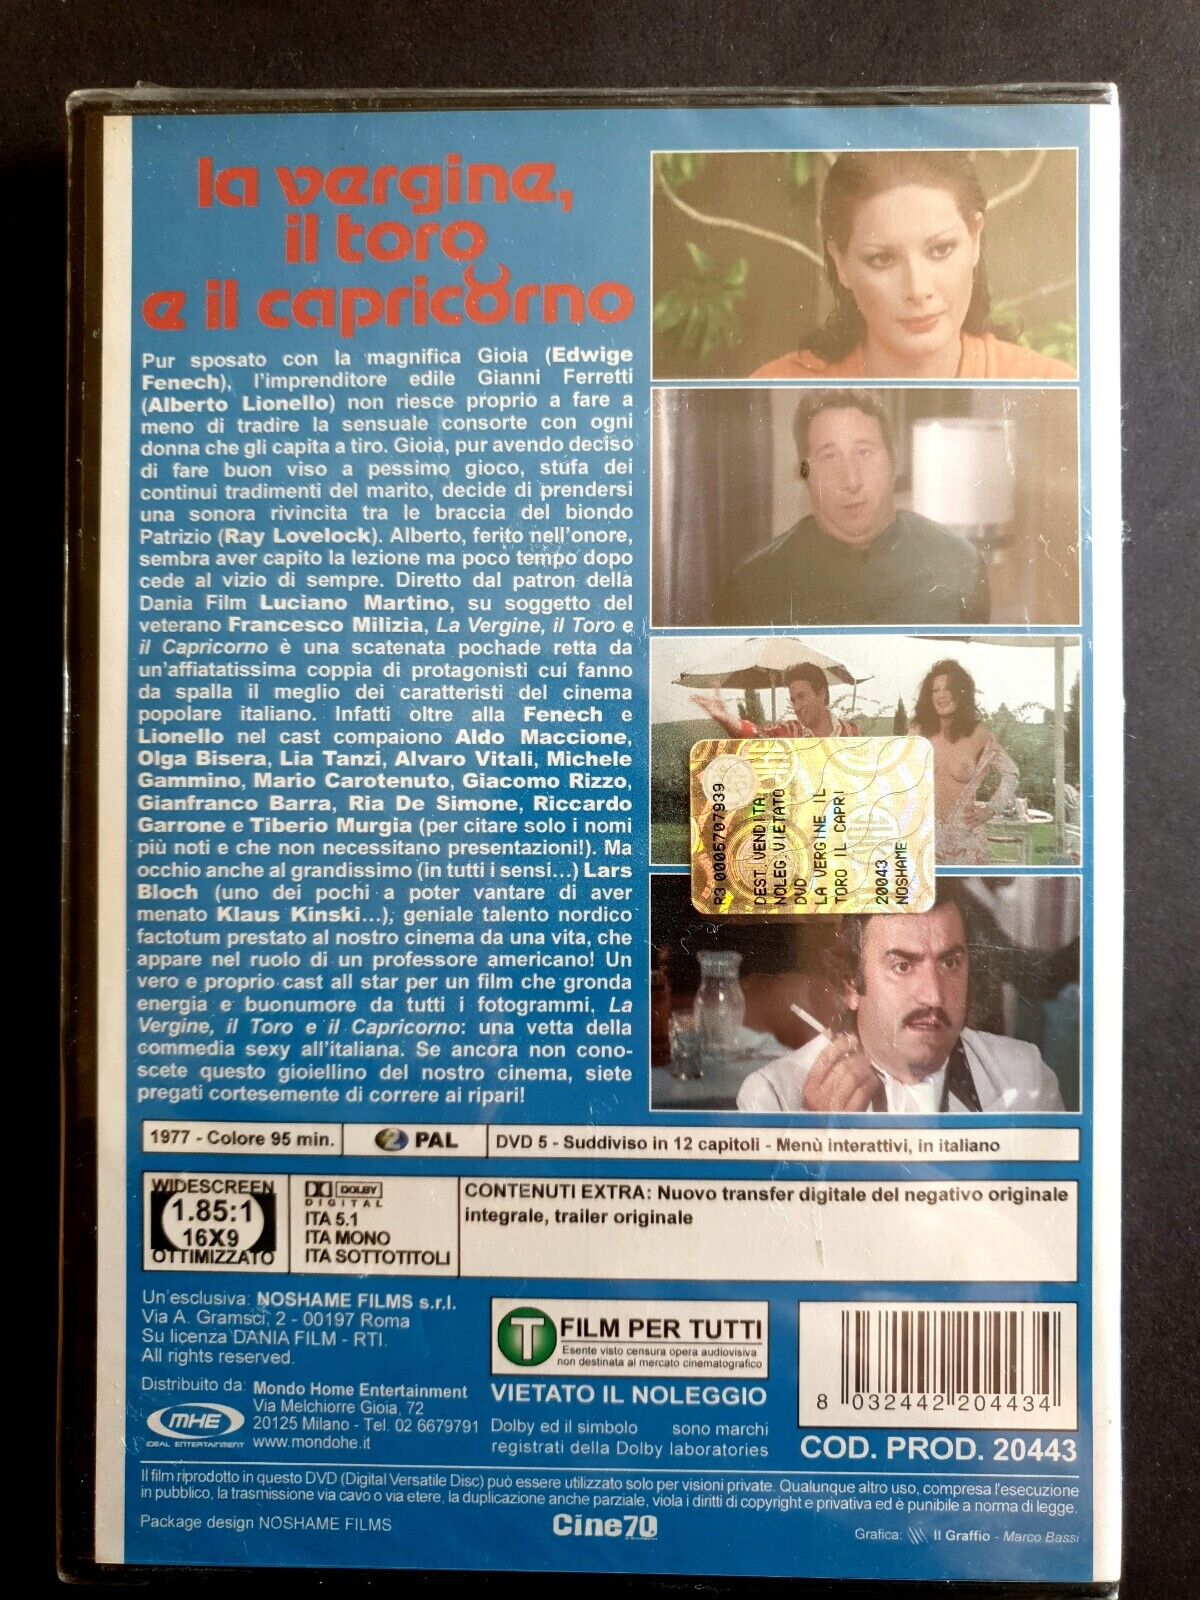 la vergine,
il toro
e il capricorno
Pur sposato con la magnifica Gioia (Edwige
Fenech), l'imprenditore edile Gianni Ferretti
(Alberto Lionello) non riesce proprio a fare a
meno di tradire la sensuale consorte con ogni
donna che gli capita a tiro. Gioia, pur avendo deciso
di fare buon viso a pessimo gioco, stufa dei
continui tradimenti del marito, decide di prendersi
una sonora rivincita tra le braccia del biondo
Patrizio (Ray Lovelock). Alberto, ferito nell'onore,
sembra aver capito la lezione ma poco tempo dopo
cede al vizio di sempre. Diretto dal patron della
Dania Film Luciano Martino, su soggetto del
veterano Francesco Milizia, La Vergine, il Toro e
il Capricorno è una scatenata pochade retta da
un'affiatatissima coppia di protagonisti cui fanno
da spalla il meglio dei caratteristi del cinema
popolare italiano. Infatti oltre alla Fenech e
Lionello nel cast compaiono Aldo Maccione,
Olga Bisera, Lia Tanzi, Alvaro Vitali, Michele
Gammino, Mario Carotenuto, Giacomo Rizzo,
Gianfranco Barra, Ria De Simone, Riccardo
Garrone e Tiberio Murgia (per citare solo i nomi
più noti e che non necessitano presentazioni!). Ma
occhio anche al grandissimo (in tutti i sensi...) Lars
Bloch (uno dei pochi a poter vantare di aver
menato Klaus Kinski...), geniale talento nordico
factotum prestato al nostro cinema da una vita, che
appare nel ruolo di un professore americano! Un
vero e proprio cast all star per un film che gronda
energia e buonumore da tutti i fotogrammi, La
Vergine, il Toro e il Capricorno: una vetta della
commedia sexy all'italiana. Se ancora non cono-
scete questo gioiellino del nostro cinema, siete
pregati cortesemente di correre ai ripari!
R3 0005707939
DEST.VENDITA
NOLEG.VIETATO
DVD
LA VERGINE IL
TORO IL CAPRI
20043
NOSHAME
1977 - Colore 95 min.
2 PAL
DVD 5 - Suddiviso in 12 capitoli - Menù interattivi, in italiano
WIDESCREEN
1.85:1
16X9
OTTIMIZZATO
DOLBY
DIGITAL
ITA 5.1
ITA MONO
ITA SOTTOTITOLI
CONTENUTI EXTRA: Nuovo transfer digitale del negativo originale
integrale, trailer originale
Un'esclusiva: NOSHAME FILMS s.r.l.
Via A. Gramsci, 2 - 00197 Roma
Su licenza DANIA FILM - RTI.
All rights reserved.
Distribuito da: Mondo Home Entertainment
Via Melchiorre Gioia, 72
20125 Milano - Tel. 02 6679791
www.mondohe.it
MHE
IDEAL ENTERTAINMENT
T FILM PER TUTTI
Esente visto censura opera audiovisiva
non destinata al mercato cinematografico
VIETATO IL NOLEGGIO
Dolby ed il simbolo sono marchi
registrati della Dolby laboratories
8 032442 204434
COD. PROD. 20443
Il film riprodotto in questo DVD (Digital Versatile Disc) può essere utilizzato solo per visioni private. Qualunque altro uso, compresa l'esecuzione
in pubblico, la trasmissione via cavo o via etere, la duplicazione anche parziale, viola i diritti di copyright e privativa ed è punibile a norma di legge.
Package design NOSHAME FILMS
Cine70
Grafica: Il Graffio - Marco Bassi